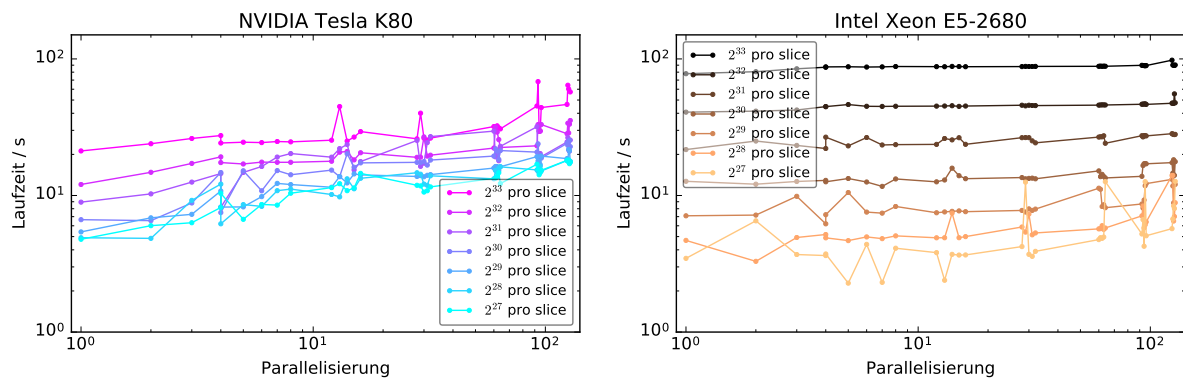 NVIDIA Tesla K80
10²
10¹
10⁰
Laufzeit / s
2³³ pro slice
2³² pro slice
2³¹ pro slice
2³⁰ pro slice
2²⁹ pro slice
2²⁸ pro slice
2²⁷ pro slice
10⁰ 10¹ 10²
Parallelisierung
Intel Xeon E5-2680
10²
10¹
10⁰
Laufzeit / s
2³³ pro slice
2³² pro slice
2³¹ pro slice
2³⁰ pro slice
2²⁹ pro slice
2²⁸ pro slice
2²⁷ pro slice
10⁰ 10¹ 10²
Parallelisierung